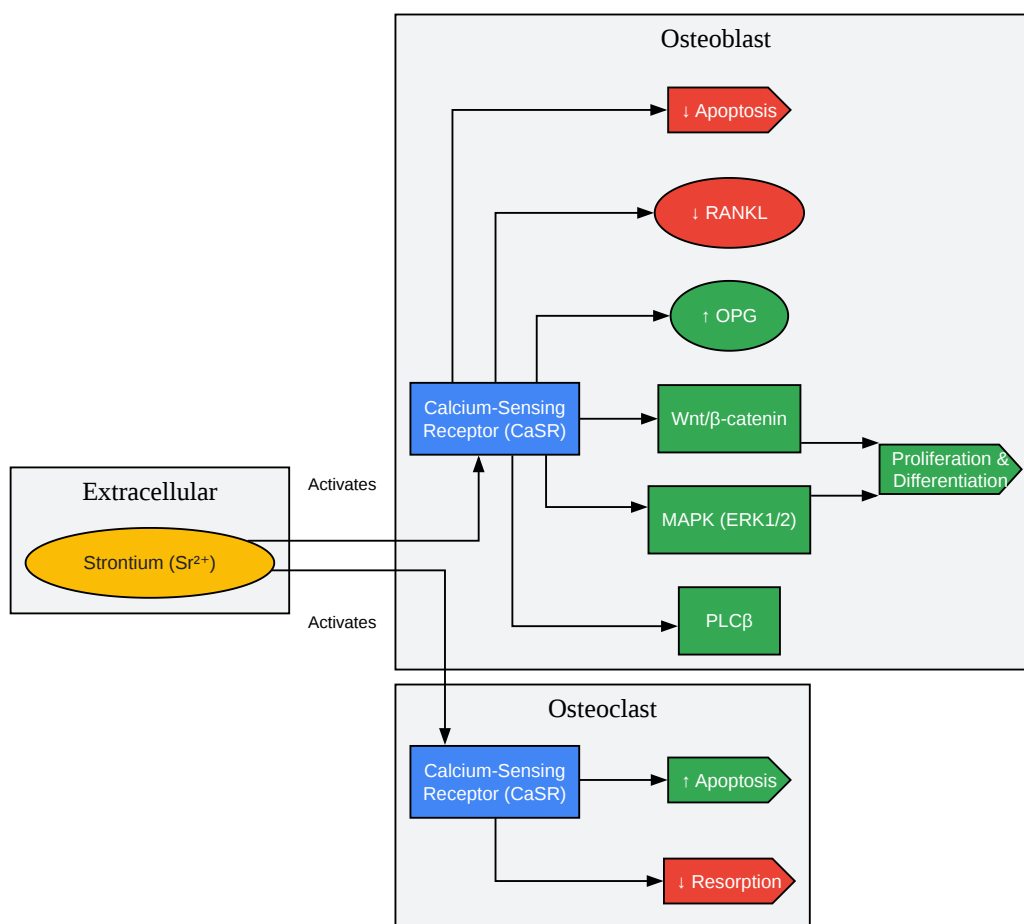 Osteoblast
↓ Apoptosis
↓ RANKL
↑ OPG
Calcium-Sensing
Receptor (CaSR)
Wnt/β-catenin
Proliferation &
Differentiation
Extracellular
Activates
MAPK (ERK1/2)
Strontium (Sr²⁺)
Activates
PLCβ
Osteoclast
Calcium-Sensing
Receptor (CaSR)
↑ Apoptosis
↓ Resorption